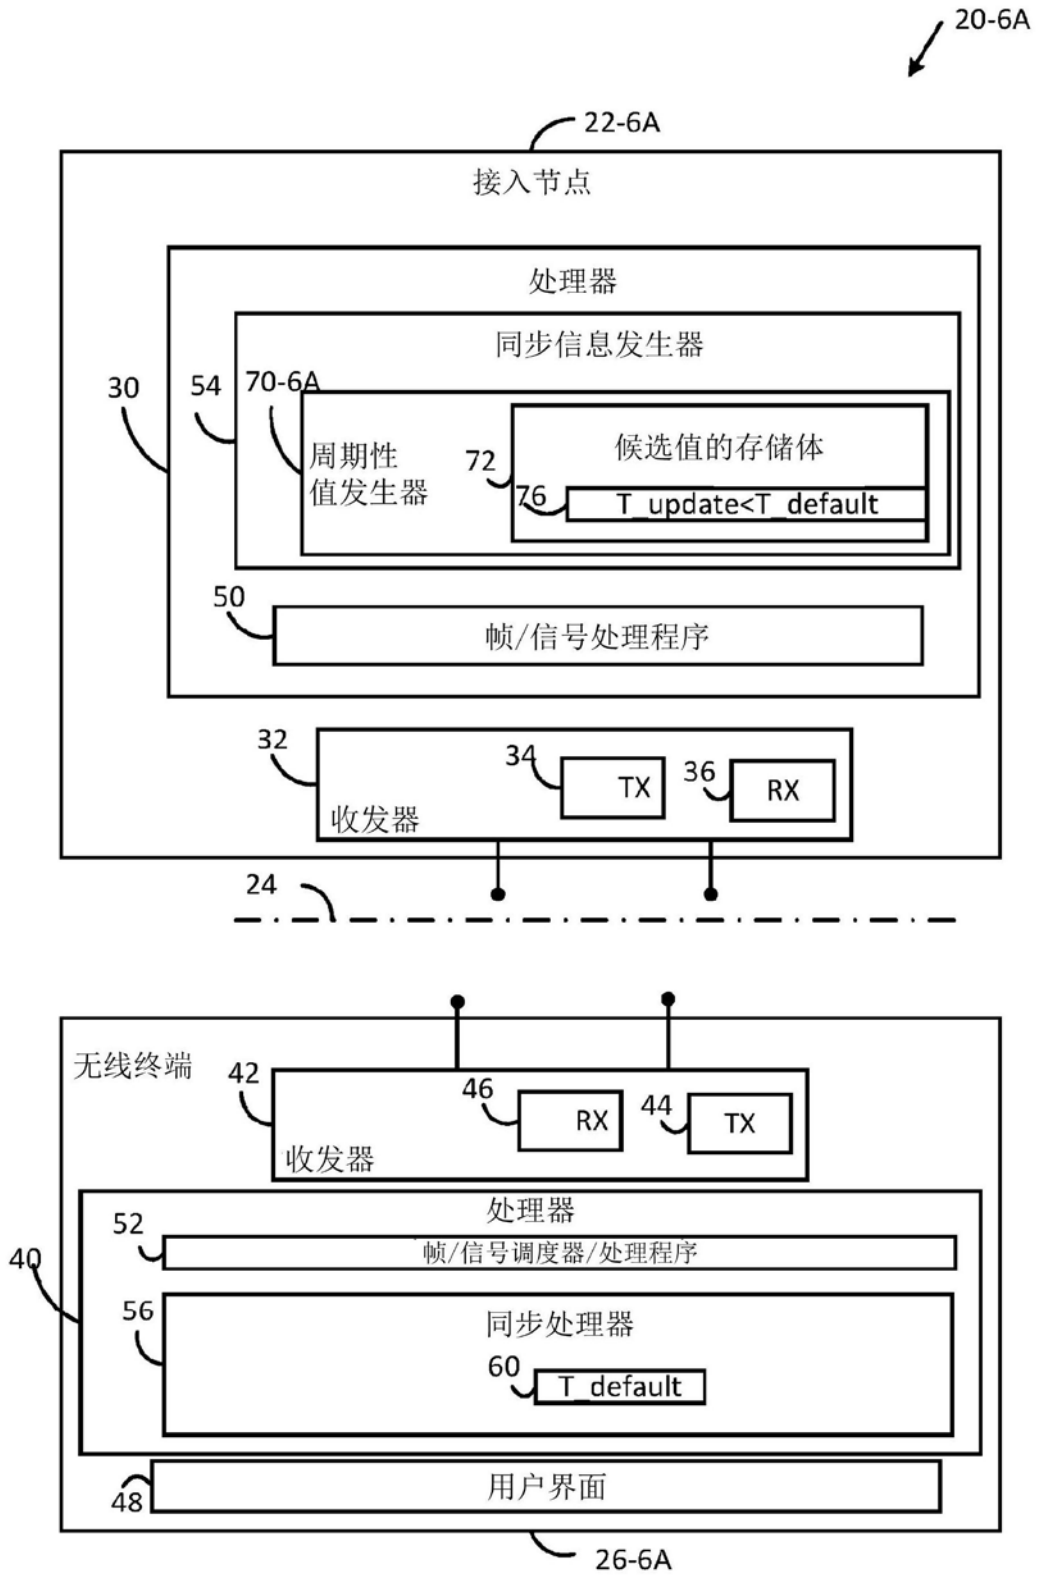 20-6A
22-6A
接入节点
处理器
同步信息发生器
30
54
70-6A
周期性
值发生器
72
候选值的存储体
76
T_update<T_default
50
帧/信号处理程序
32
34
TX
36
RX
收发器
24
无线终端
42
46
RX
44
TX
收发器
处理器
52
帧/信号调度器/处理程序
40
56
同步处理器
60
T_default
48
用户界面
26-6A